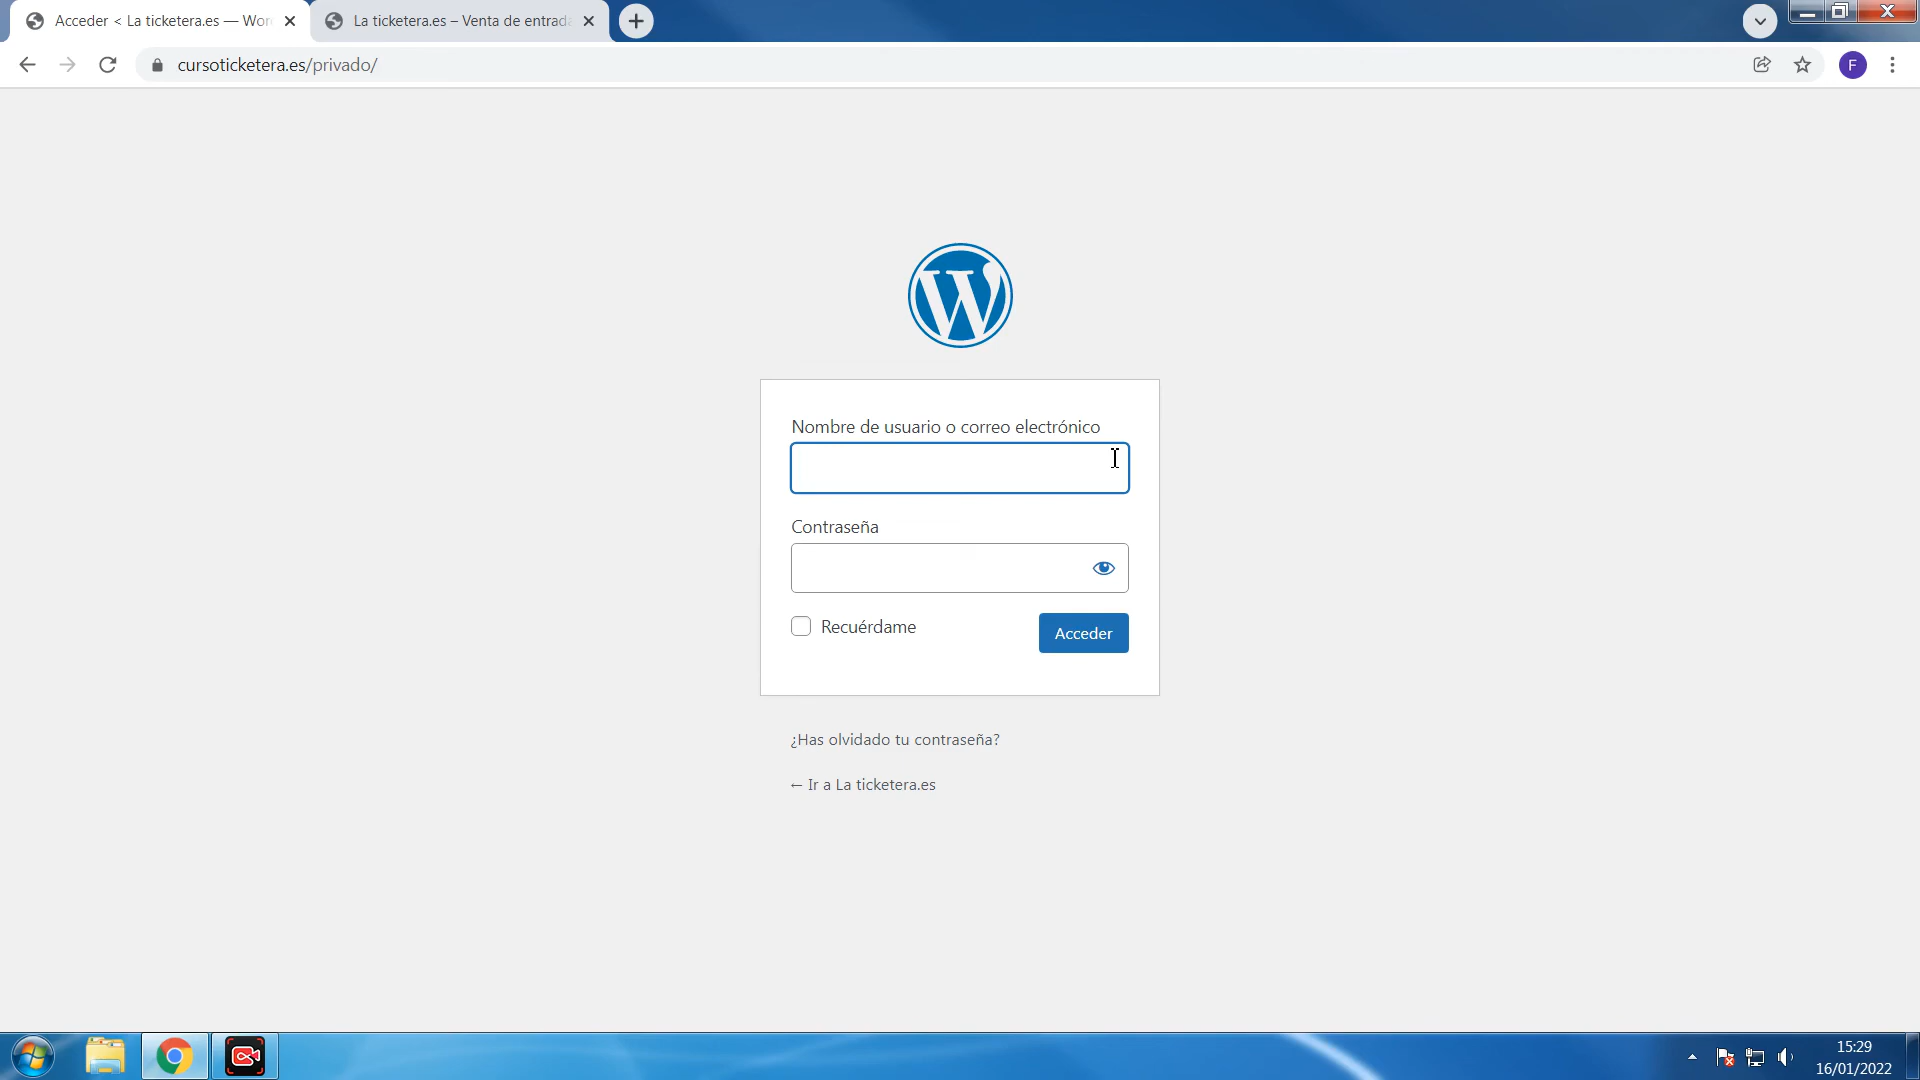 Acceder < La ticketera.es — Wor
La ticketera.es – Venta de entrada
cursoticketera.es/privado/
F
Nombre de usuario o correo electrónico
Contraseña
Recuérdame
Acceder
¿Has olvidado tu contraseña?
← Ir a La ticketera.es
15:29
16/01/2022